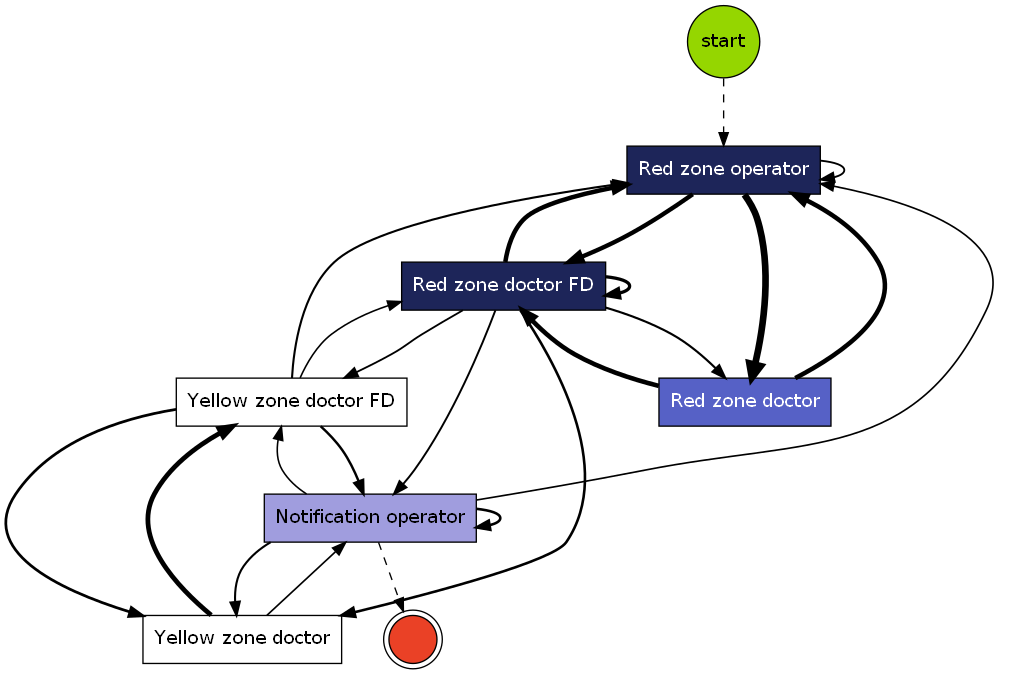 start
Red zone operator
Red zone doctor FD
Yellow zone doctor FD
Red zone doctor
Notification operator
Yellow zone doctor